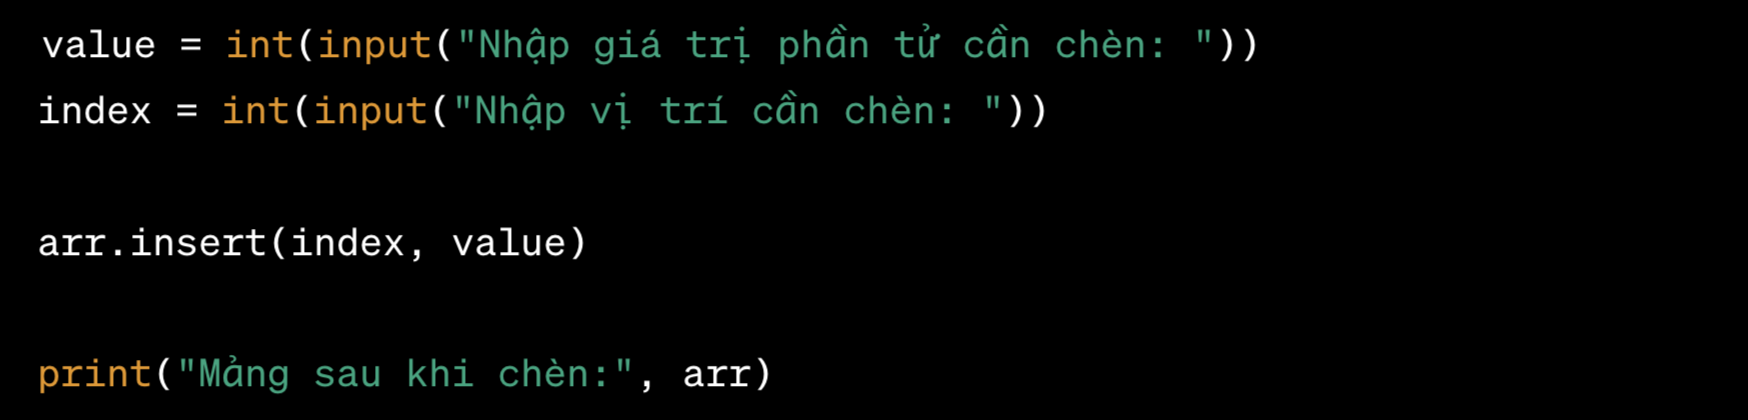 value = int(input("Nhập giá trị phần tử cần chèn: "))
index = int(input("Nhập vị trí cần chèn: "))
arr.insert(index, value)
print("Mảng sau khi chèn:", arr)